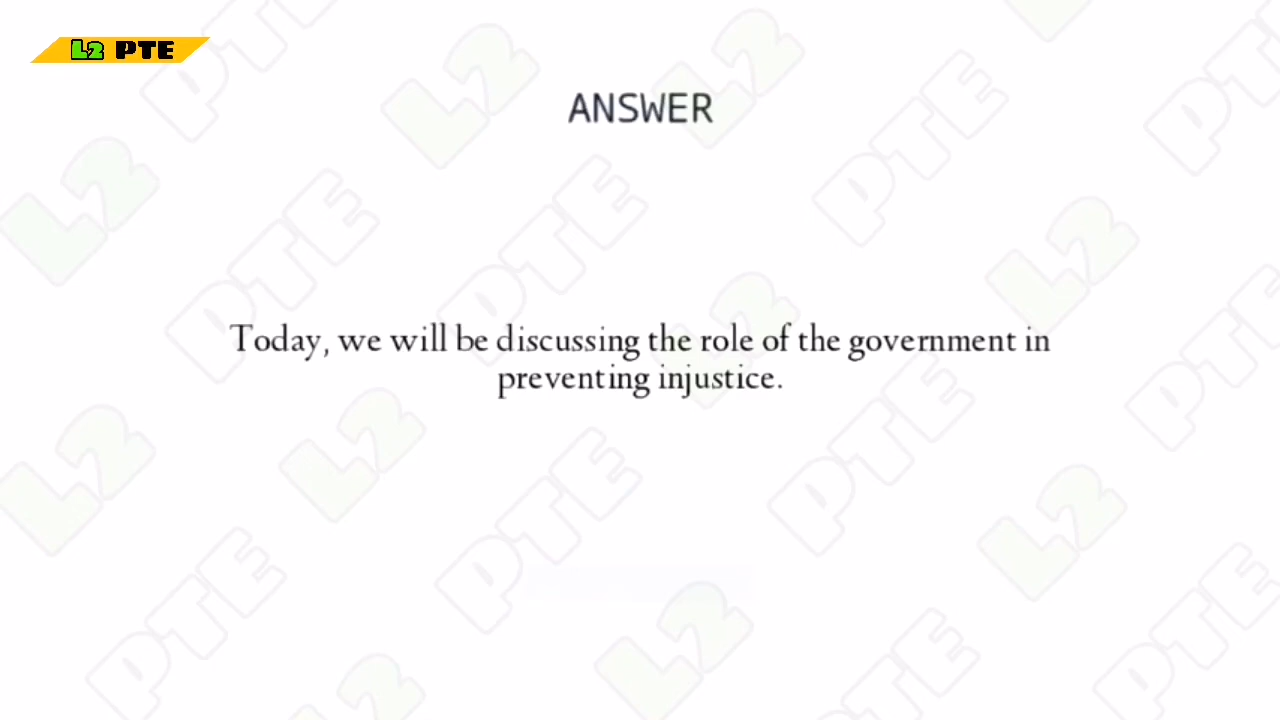 L2 PTE
ANSWER
Today, we will be discussing the role of the government in
preventing injustice.